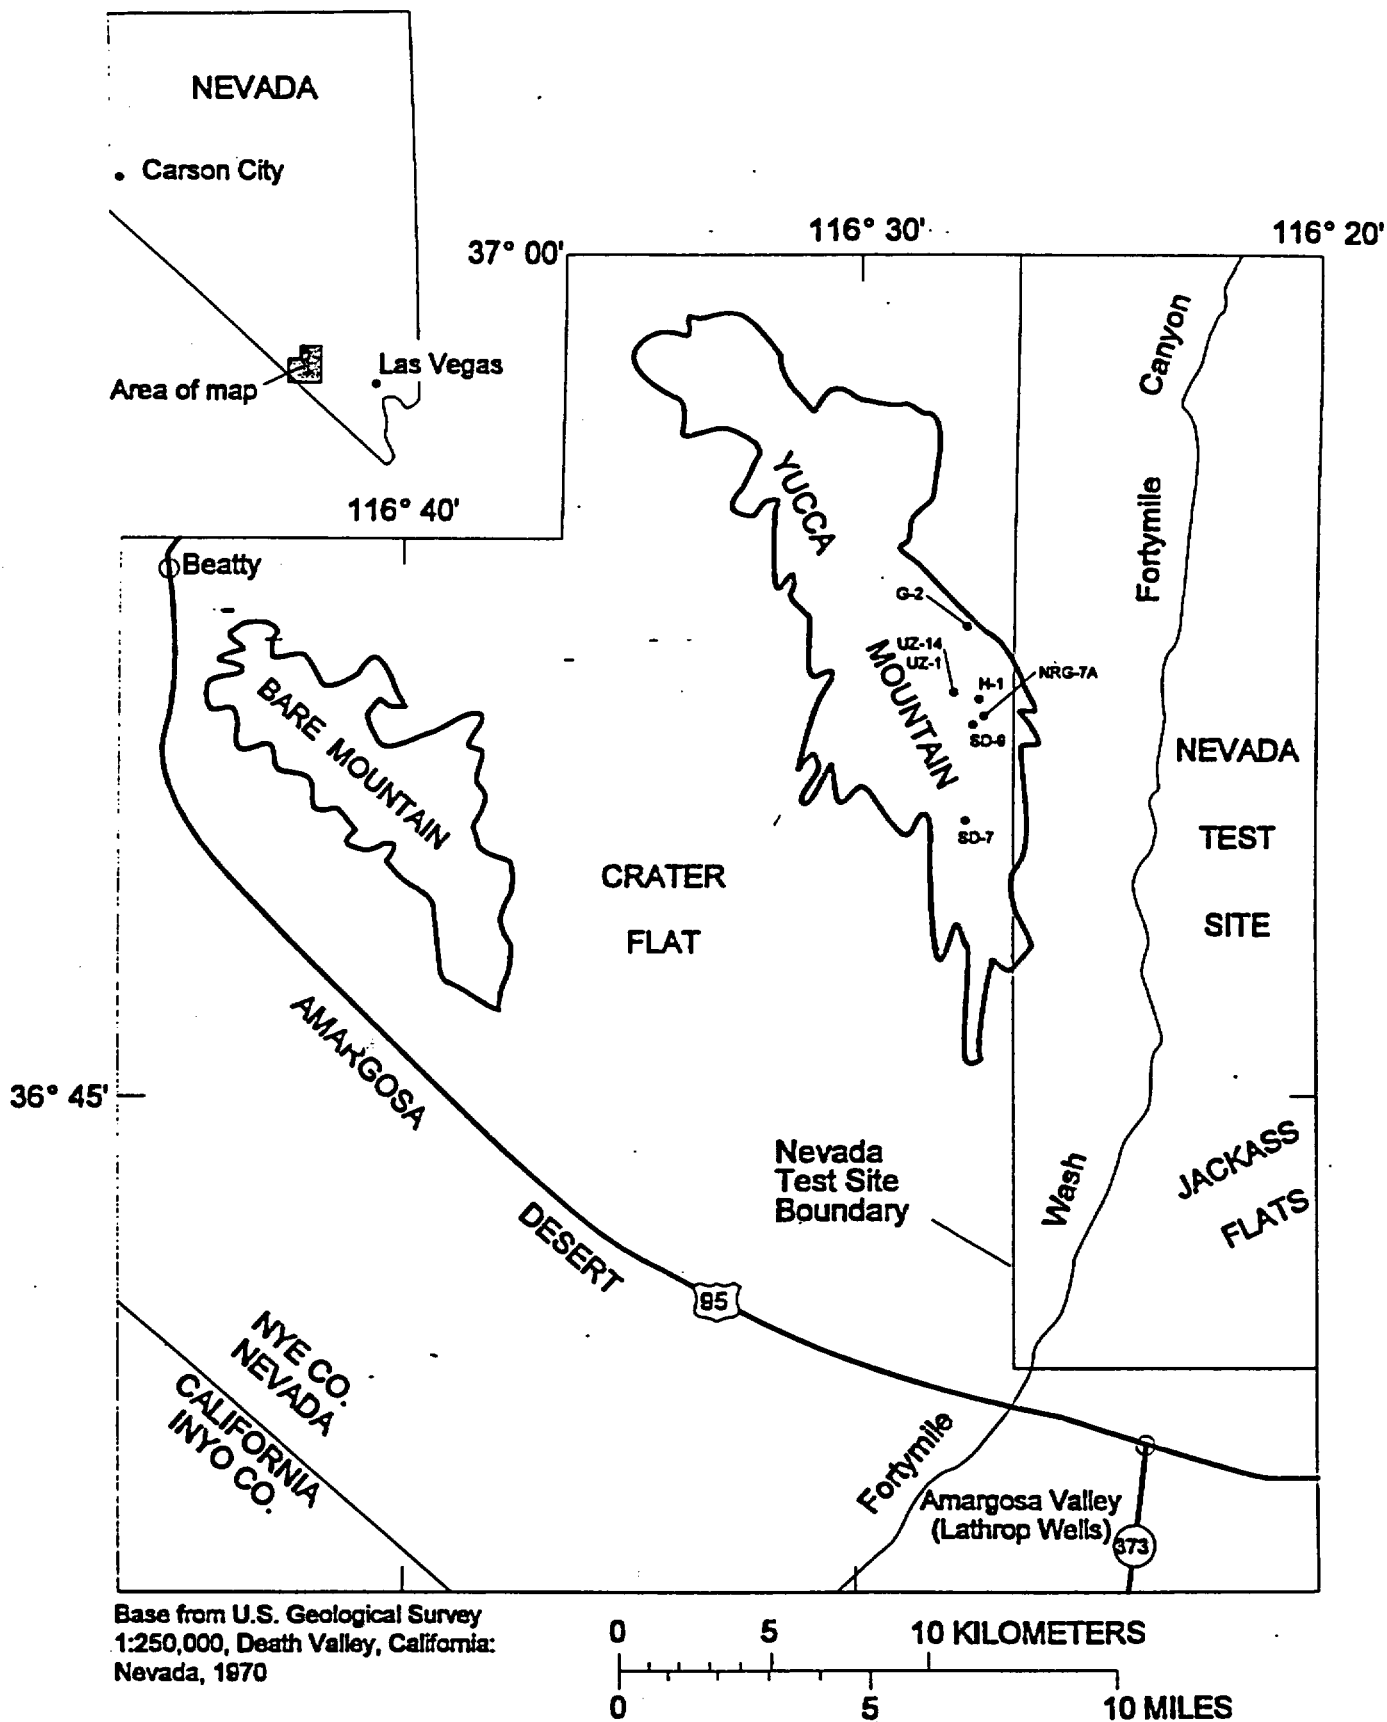 NEVADA
Carson City
Las Vegas
Area of map
116° 30'
116° 20'
37° 00'
116° 40'
Beatty
Canyon
Fortymile
YUCCA
MOUNTAIN
G-2
UZ-14
UZ-1
H-1
NRG-7A
SD-9
SD-7
BARE MOUNTAIN
CRATER
FLAT
NEVADA
TEST
SITE
AMARGOSA
DESERT
36° 45'
Nevada
Test Site
Boundary
Wash
JACKASS
FLATS
95
NYE CO.
NEVADA
CALIFORNIA
INYO CO.
Fortymile
Amargosa Valley
(Lathrop Wells)
373
Base from U.S. Geological Survey
1:250,000, Death Valley, California:
Nevada, 1970
0 5 10 KILOMETERS
0 5 10 MILES